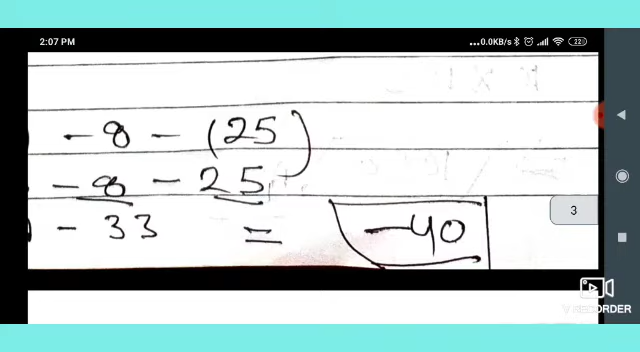 2:07 PM ...0.0KB/s 22
- 8 - (25)
- 8 - 25
3
- 33 = -40
V RECORDER